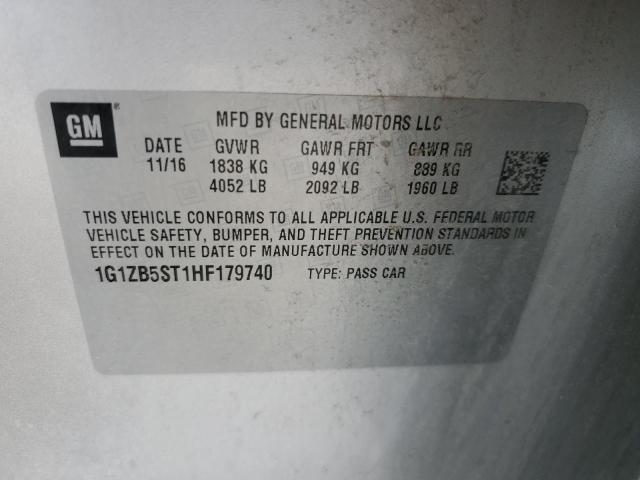 GM ®
MFD BY GENERAL MOTORS LLC
DATE GVWR GAWR FRT GAWR RR
11/16 1838 KG 949 KG 889 KG
4052 LB 2092 LB 1960 LB
THIS VEHICLE CONFORMS TO ALL APPLICABLE U.S. FEDERAL MOTOR
VEHICLE SAFETY, BUMPER, AND THEFT PREVENTION STANDARDS IN
EFFECT ON THE DATE OF MANUFACTURE SHOWN ABOVE.
1G1ZB5ST1HF179740 TYPE: PASS CAR